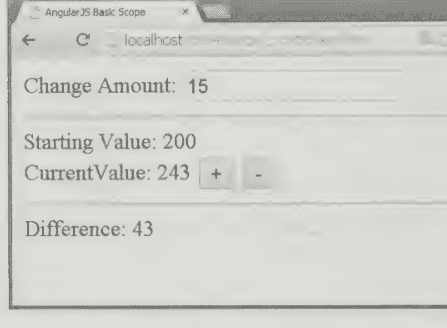 AngularJS Basic Scope ×
localhost
Change Amount: 15
Starting Value: 200
CurrentValue: 243 + -
Difference: 43